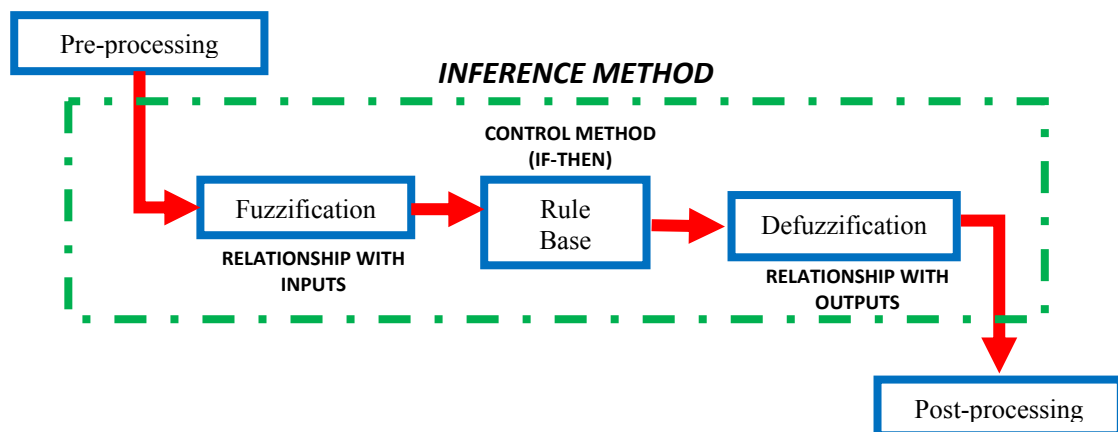 Pre-processing
INFERENCE METHOD
CONTROL METHOD
(IF-THEN)
Fuzzification
RELATIONSHIP WITH
INPUTS
Rule
Base
Defuzzification
RELATIONSHIP WITH
OUTPUTS
Post-processing